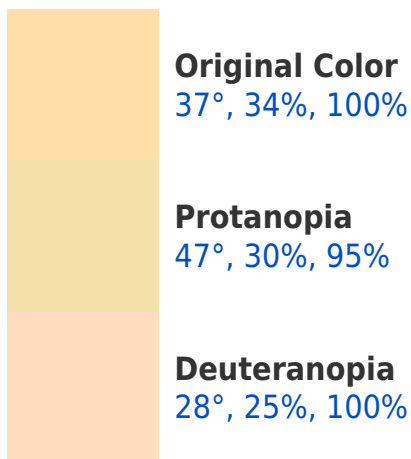 Original Color
37°, 34%, 100%
Protanopia
47°, 30%, 95%
Deuteranopia
28°, 25%, 100%